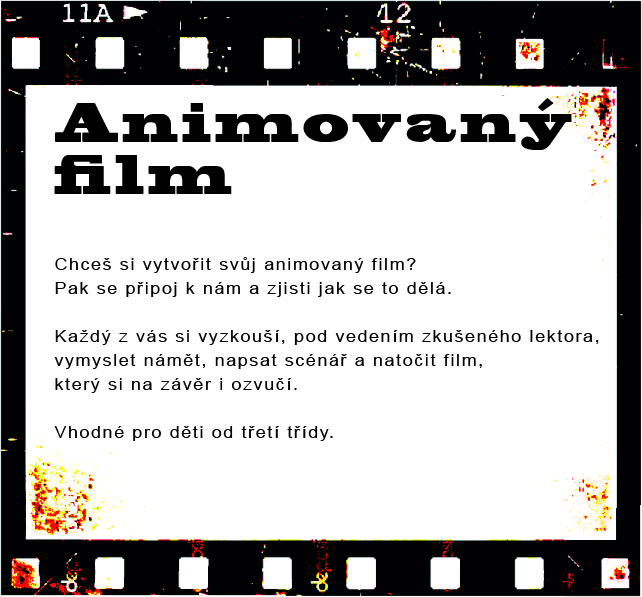 11A 12
Animovaný
film
Chceš si vytvořit svůj animovaný film?
Pak se připoj k nám a zjisti jak se to dělá.
Každý z vás si vyzkouší, pod vedením zkušeného lektora,
vymyslet námět, napsat scénář a natočit film,
který si na závěr i ozvučí.
Vhodné pro děti od třetí třídy.